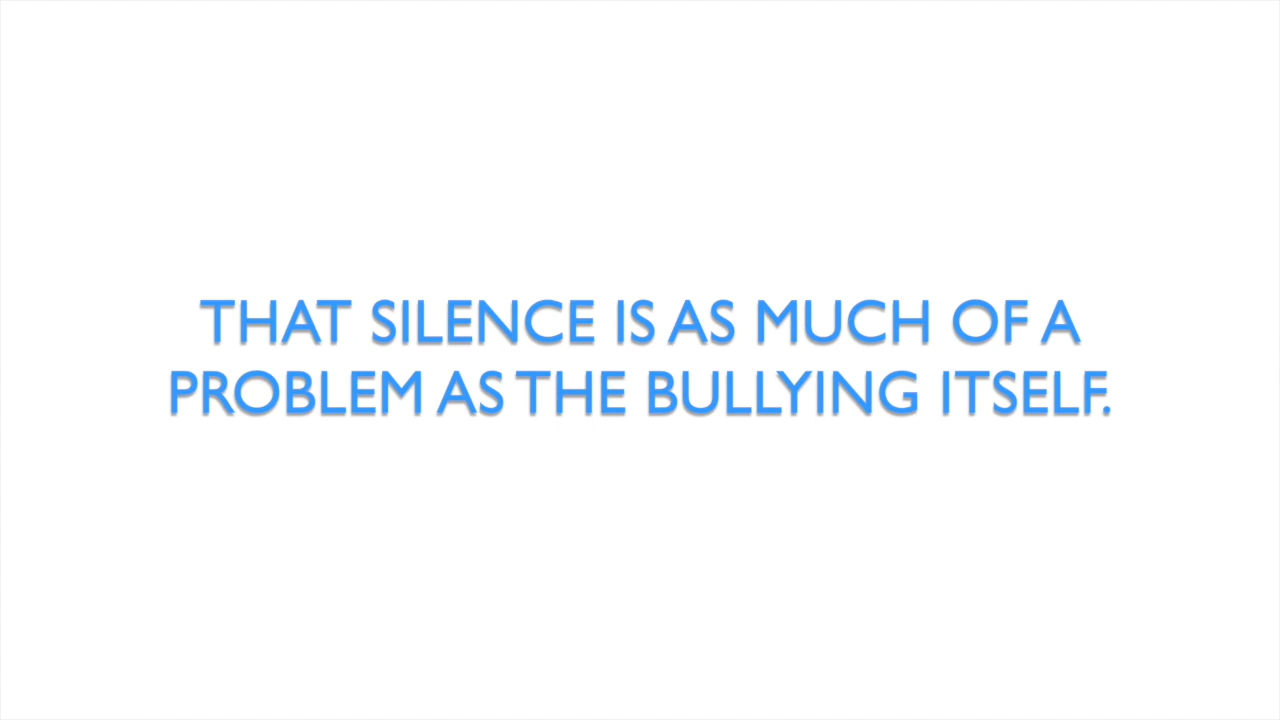 THAT SILENCE IS AS MUCH OF A
PROBLEM AS THE BULLYING ITSELF.